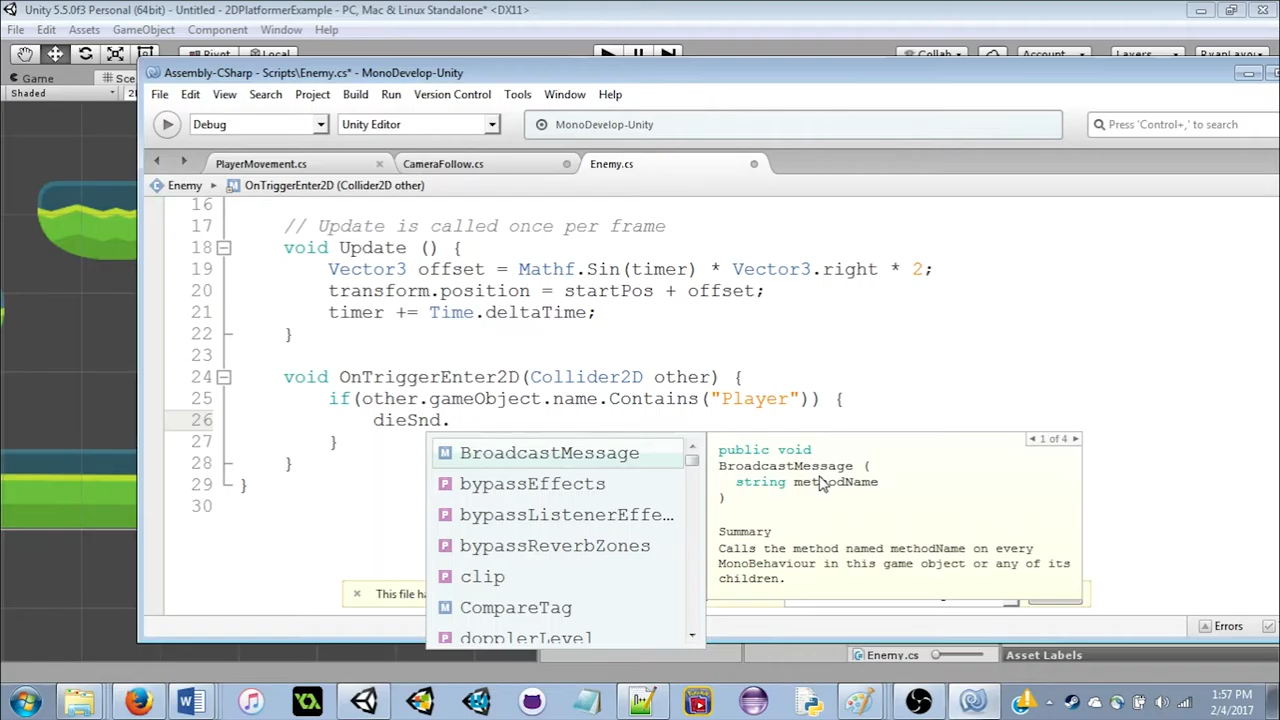 Unity 5.5.0f3 Personal (64bit) - Untitled - 2DPlatformerExample - PC, Mac & Linux Standalone* <DX11>
File Edit Assets GameObject Component Window Help
Pivot Local Collab Account Layers RyanLayou
Game Sce
Shaded 2
Assembly-CSharp - Scripts\Enemy.cs* - MonoDevelop-Unity
File Edit View Search Project Build Run Version Control Tools Window Help
Debug Unity Editor MonoDevelop-Unity Press 'Control+,' to search
PlayerMovement.cs CameraFollow.cs Enemy.cs
Enemy OnTriggerEnter2D (Collider2D other)
16
17 // Update is called once per frame
18 void Update () {
19 Vector3 offset = Mathf.Sin(timer) * Vector3.right * 2;
20 transform.position = startPos + offset;
21 timer += Time.deltaTime;
22 }
23
24 void OnTriggerEnter2D(Collider2D other) {
25 if(other.gameObject.name.Contains("Player")) {
26 dieSnd.
27 }
28 }
29 }
30
BroadcastMessage
bypassEffects
bypassListenerEffe...
bypassReverbZones
clip
CompareTag
dopplerLevel
1 of 4
public void
BroadcastMessage (
string methodName
)
Summary
Calls the method named methodName on every
MonoBehaviour in this game object or any of its
children.
This file ha
Errors
Enemy.cs Asset Labels
1:57 PM
2/4/2017